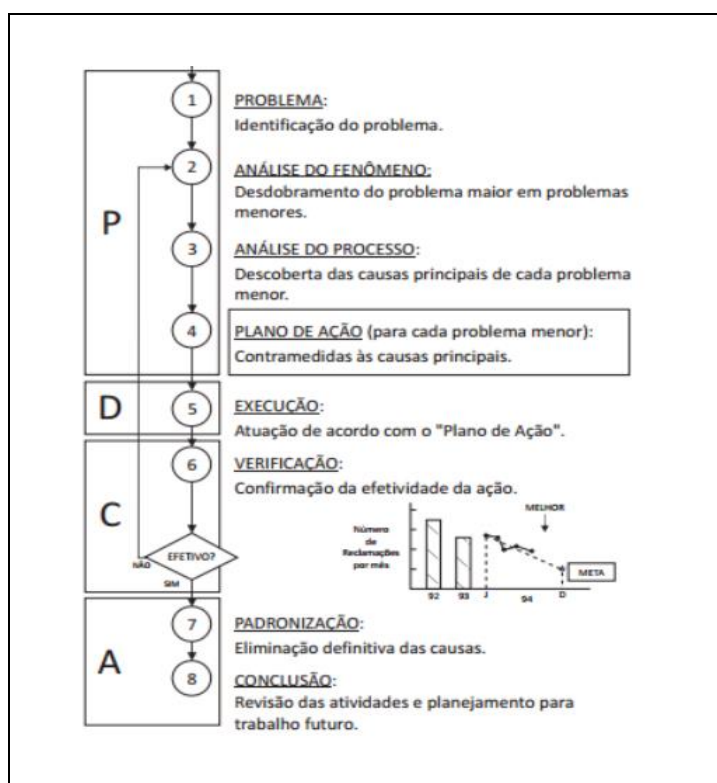 1
PROBLEMA:
Identificação do problema.
2
ANÁLISE DO FENÔMENO:
Desdobramento do problema maior em problemas
menores.
P
3
ANÁLISE DO PROCESSO:
Descoberta das causas principais de cada problema
menor.
4
PLANO DE AÇÃO (para cada problema menor):
Contramedidas às causas principais.
D
5
EXECUÇÃO:
Atuação de acordo com o "Plano de Ação".
6
VERIFICAÇÃO:
Confirmação da efetividade da ação.
C
MELHOR
Número
de
Reclamações
por mês
META
92 93 J 94 D
EFETIVO?
NÃO
SIM
7
PADRONIZAÇÃO:
Eliminação definitiva das causas.
A
8
CONCLUSÃO:
Revisão das atividades e planejamento para
trabalho futuro.